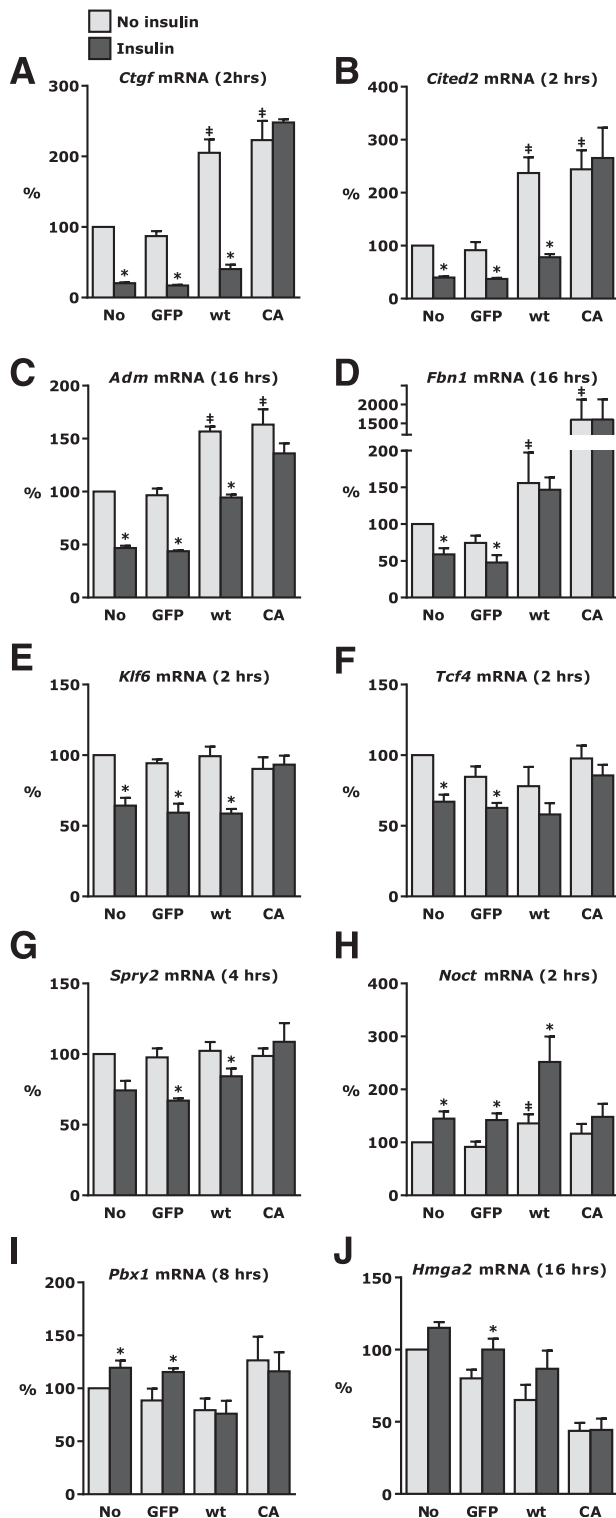 No insulin
Insulin
A
Ctgf mRNA (2hrs)
300
200
100
0
%
‡
‡
*
*
*
No GFP wt CA
B
Cited2 mRNA (2 hrs)
400
300
200
100
0
%
‡
‡
*
*
*
No GFP wt CA
C
Adm mRNA (16 hrs)
200
150
100
50
0
%
‡
‡
*
*
*
No GFP wt CA
D
Fbn1 mRNA (16 hrs)
2000
1500
200
150
100
50
0
%
‡
‡
*
*
No GFP wt CA
E
Klf6 mRNA (2 hrs)
150
100
50
0
%
*
*
*
No GFP wt CA
F
Tcf4 mRNA (2 hrs)
150
100
50
0
%
*
*
No GFP wt CA
G
Spry2 mRNA (4 hrs)
150
100
50
0
%
*
*
No GFP wt CA
H
Noct mRNA (2 hrs)
400
300
200
100
0
%
*
*
‡
*
No GFP wt CA
I
Pbx1 mRNA (8 hrs)
200
150
100
50
0
%
*
*
No GFP wt CA
J
Hmga2 mRNA (16 hrs)
150
100
50
0
%
*
No GFP wt CA